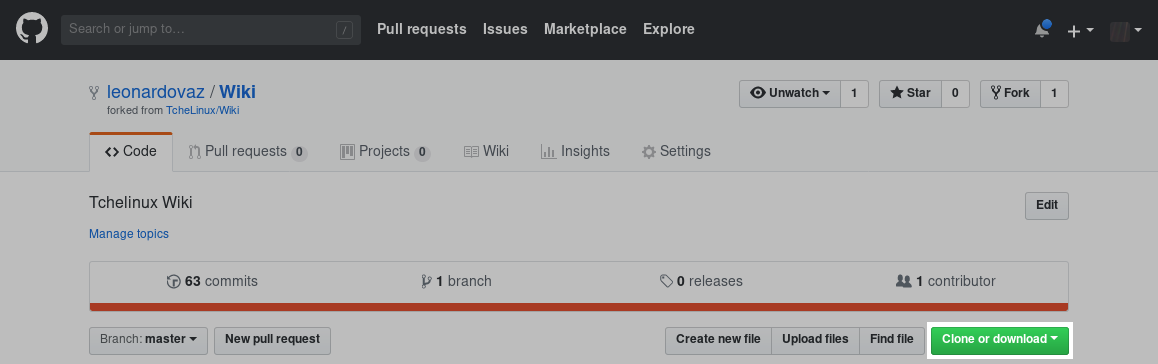 Search or jump to... / Pull requests Issues Marketplace Explore
leonardovaz / Wiki Unwatch 1 Star 0 Fork 1
forked from TcheLinux/Wiki
Code Pull requests 0 Projects 0 Wiki Insights Settings
Tchelinux Wiki Edit
Manage topics
63 commits 1 branch 0 releases 1 contributor
Branch: master New pull request Create new file Upload files Find file Clone or download